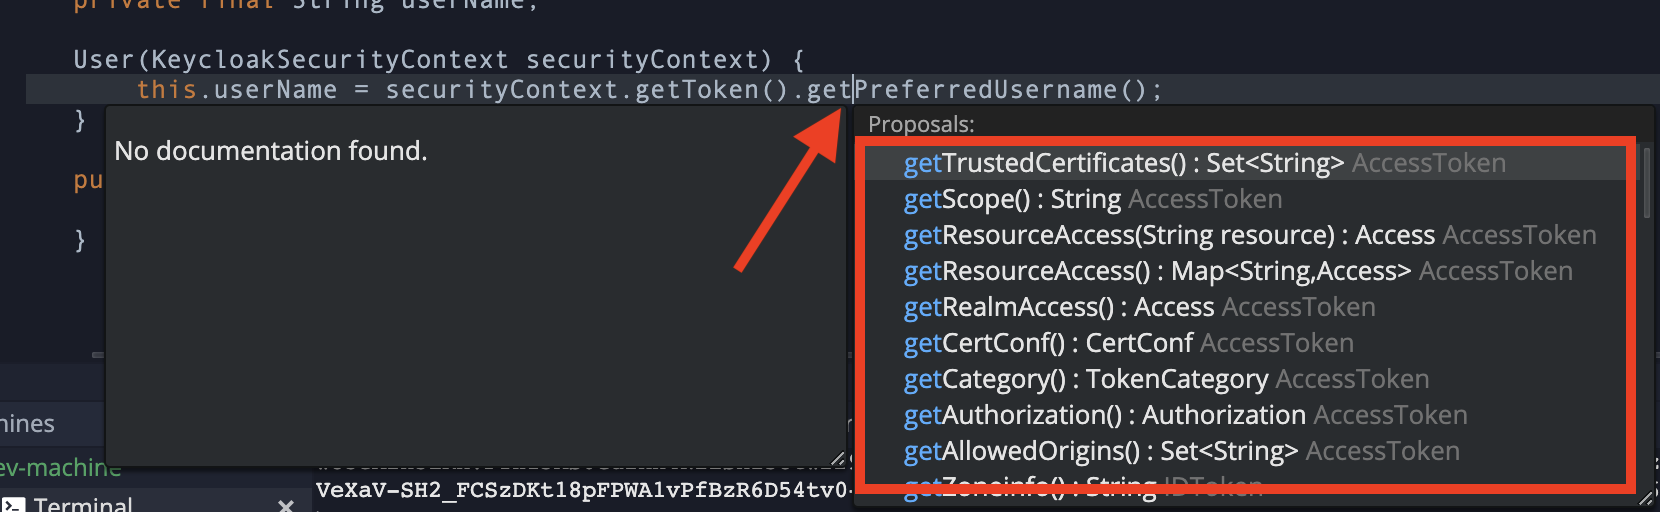 private final String userName;
User(KeycloakSecurityContext securityContext) {
this.userName = securityContext.getToken().getPreferredUsername();
}
No documentation found.
Proposals:
getTrustedCertificates() : Set<String> AccessToken
getScope() : String AccessToken
pu
getResourceAccess(String resource) : Access AccessToken
}
getResourceAccess() : Map<String,Access> AccessToken
getRealmAccess() : Access AccessToken
getCertConf() : CertConf AccessToken
getCategory() : TokenCategory AccessToken
hines
getAuthorization() : Authorization AccessToken
getAllowedOrigins() : Set<String> AccessToken
ev-machine
getZoneinfo() : String IDToken
VeXaV-SH2_FCSzDKt18pFPWAlvPfBzR6D54tv0
Terminal